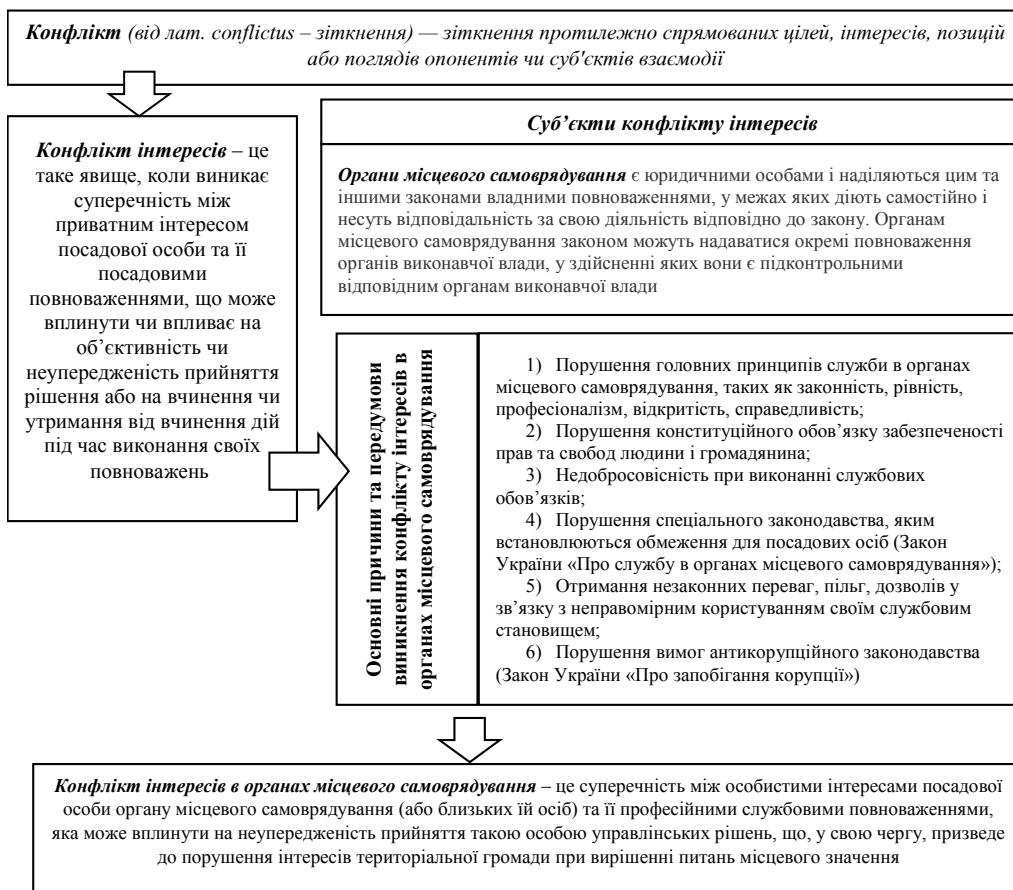 Конфлікт (від лат. conflictus – зіткнення) — зіткнення протилежно спрямованих цілей, інтересів, позицій
або поглядів опонентів чи суб'єктів взаємодії
Конфлікт інтересів – це
таке явище, коли виникає
суперечність між
приватним інтересом
посадової особи та її
посадовими
повноваженнями, що може
вплинути чи впливає на
об’єктивність чи
неупередженість прийняття
рішення або на вчинення чи
утримання від вчинення дій
під час виконання своїх
повноважень
Суб’єкти конфлікту інтересів
Органи місцевого самоврядування є юридичними особами і наділяються цим та
іншими законами владними повноваженнями, у межах яких діють самостійно і
несуть відповідальність за свою діяльність відповідно до закону. Органам
місцевого самоврядування законом можуть надаватися окремі повноваження
органів виконавчої влади, у здійсненні яких вони є підконтрольними
відповідним органам виконавчої влади
Основні причини та передумови
виникнення конфлікту інтересів в
органах місцевого самоврядування
1) Порушення головних принципів служби в органах
місцевого самоврядування, таких як законність, рівність,
професіоналізм, відкритість, справедливість;
2) Порушення конституційного обов’язку забезпеченості
прав та свобод людини і громадянина;
3) Недобросовісність при виконанні службових
обов’язків;
4) Порушення спеціального законодавства, яким
встановлюються обмеження для посадових осіб (Закон
України «Про службу в органах місцевого самоврядування»);
5) Отримання незаконних переваг, пільг, дозволів у
зв’язку з неправомірним користуванням своїм службовим
становищем;
6) Порушення вимог антикорупційного законодавства
(Закон України «Про запобігання корупції»)
Конфлікт інтересів в органах місцевого самоврядування – це суперечність між особистими інтересами посадової
особи органу місцевого самоврядування (або близьких їй осіб) та її професійними службовими повноваженнями,
яка може вплинути на неупередженість прийняття такою особою управлінських рішень, що, у свою чергу, призведе
до порушення інтересів територіальної громади при вирішенні питань місцевого значення